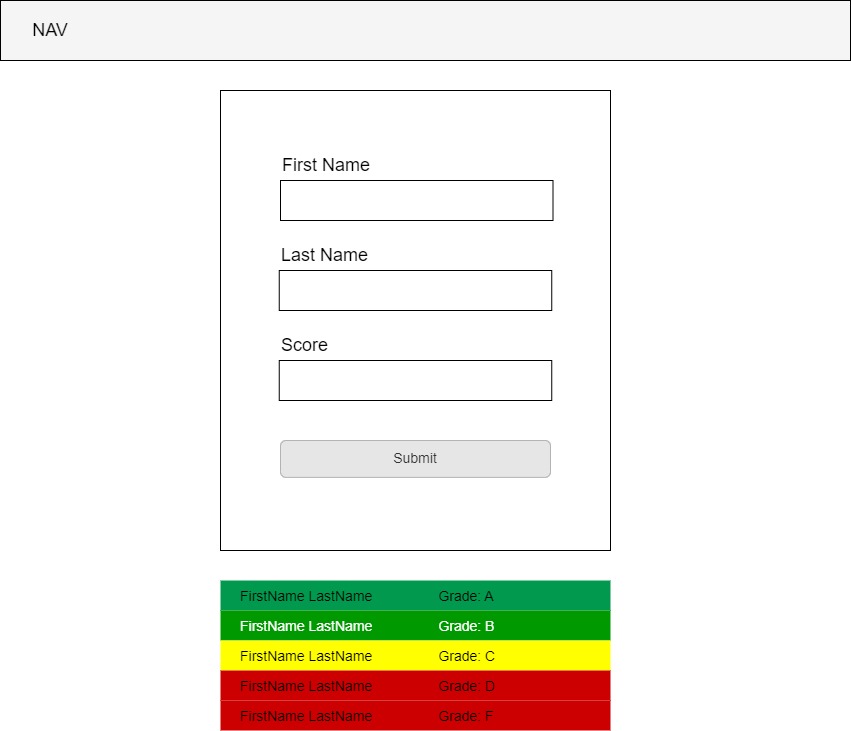 NAV
First Name
Last Name
Score
Submit
FirstName LastName Grade: A
FirstName LastName Grade: B
FirstName LastName Grade: C
FirstName LastName Grade: D
FirstName LastName Grade: F